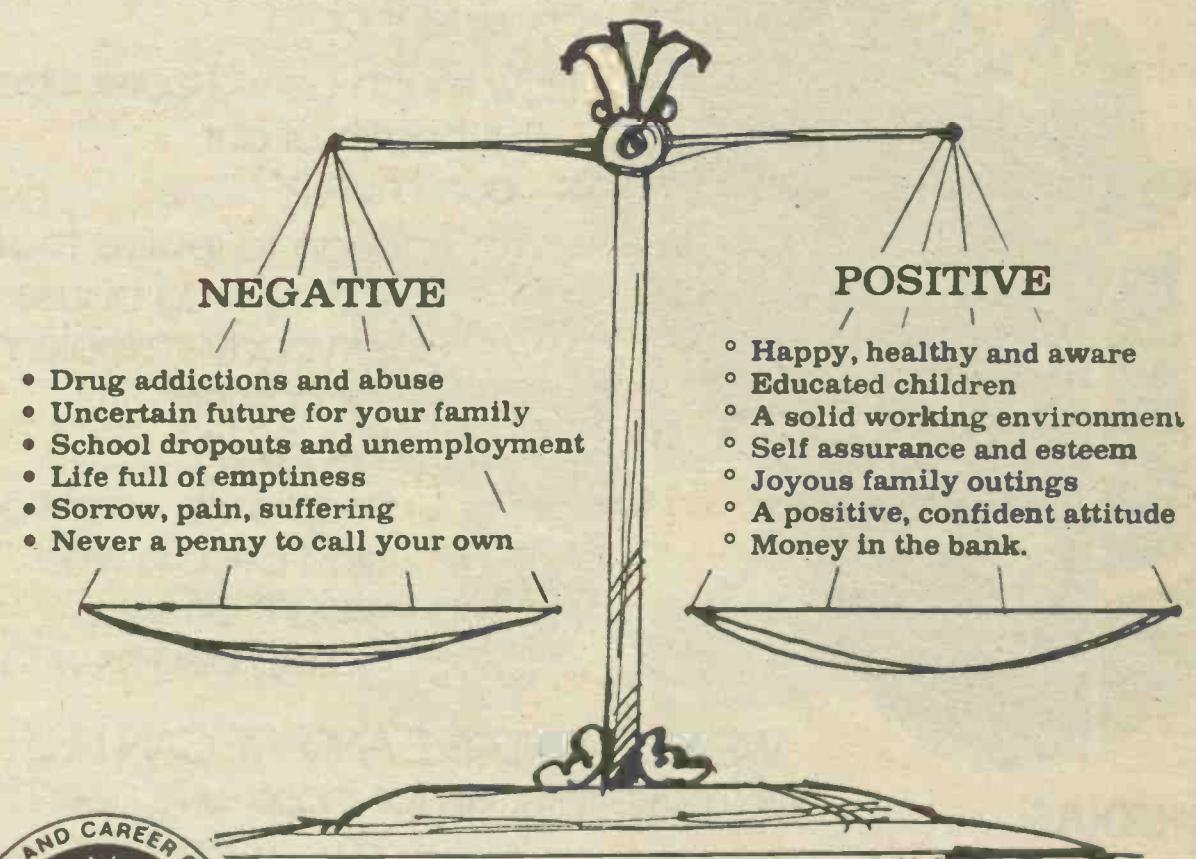 NEGATIVE
• Drug addictions and abuse
• Uncertain future for your family
• School dropouts and unemployment
• Life full of emptiness
• Sorrow, pain, suffering
• Never a penny to call your own
POSITIVE
° Happy, healthy and aware
° Educated children
° A solid working environment
° Self assurance and esteem
° Joyous family outings
° A positive, confident attitude
° Money in the bank.
AND CAREER